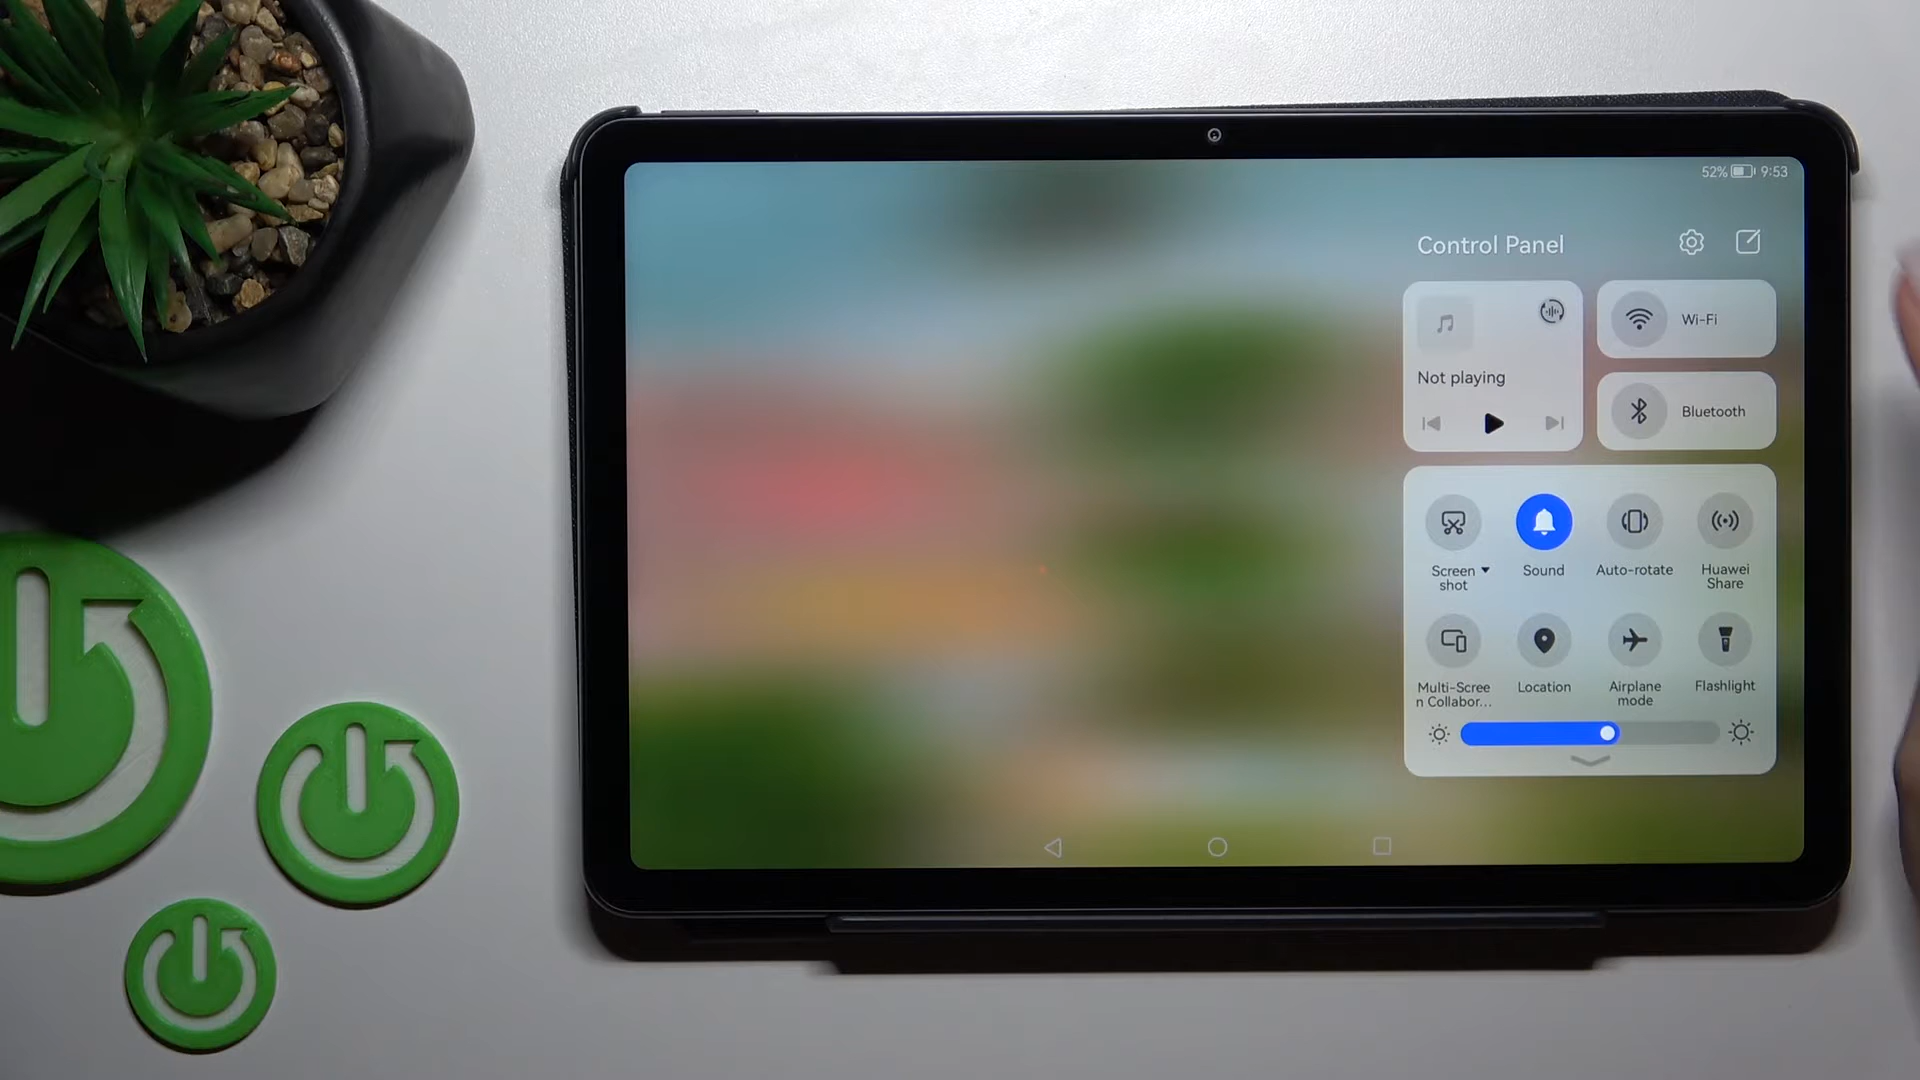 52% 9:53
Control Panel
Wi-Fi
Not playing
Bluetooth
Screen
shot
Sound
Auto-rotate
Huawei
Share
Multi-Scree
n Collabor...
Location
Airplane
mode
Flashlight